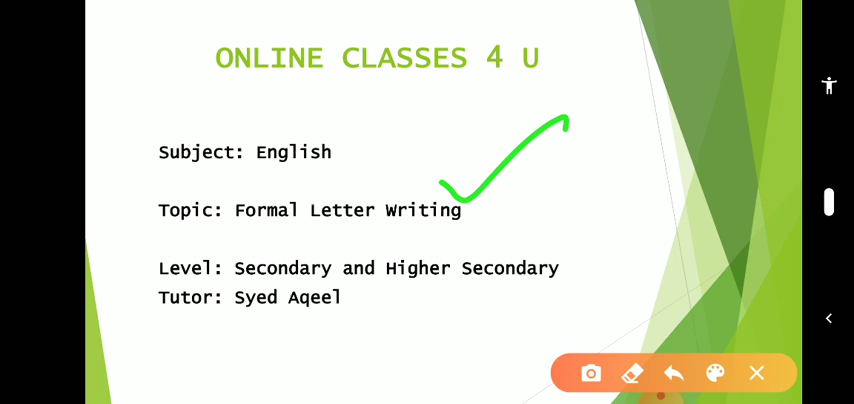 ONLINE CLASSES 4 U
Subject: English
Topic: Formal Letter Writing
Level: Secondary and Higher Secondary
Tutor: Syed Aqeel